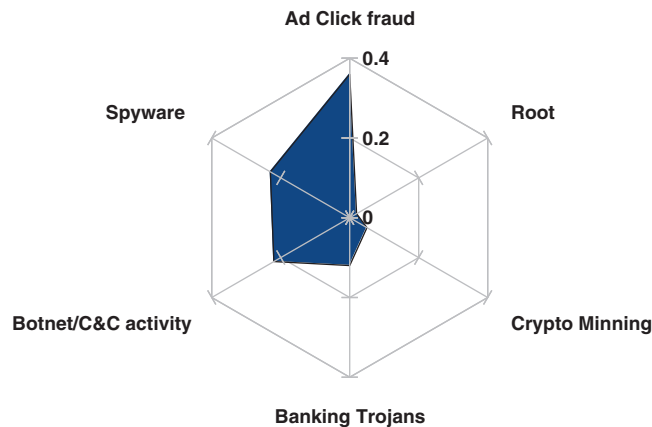 Ad Click fraud
0.4
Spyware
Root
0.2
0
Botnet/C&C activity
Crypto Minning
Banking Trojans